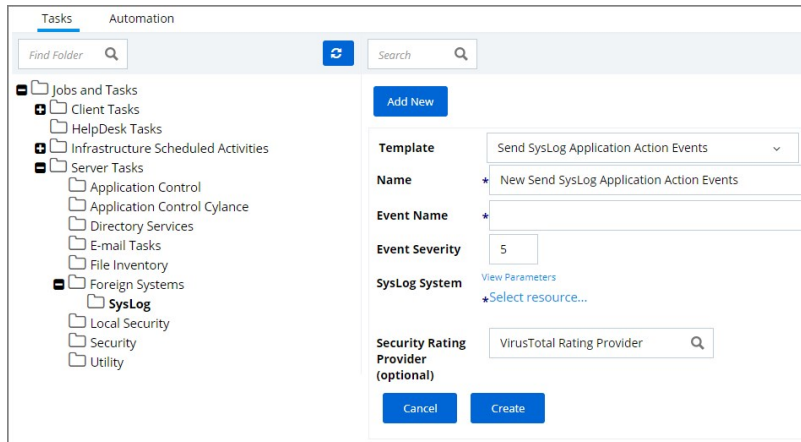 Tasks
Automation
Find Folder
Search
Jobs and Tasks
Client Tasks
HelpDesk Tasks
Infrastructure Scheduled Activities
Server Tasks
Application Control
Application Control Cylance
Directory Services
E-mail Tasks
File Inventory
Foreign Systems
SysLog
Local Security
Security
Utility
Add New
Template
Send SysLog Application Action Events
Name
* New Send SysLog Application Action Events
Event Name
*
Event Severity
5
SysLog System
View Parameters
*Select resource...
Security Rating
Provider
(optional)
VirusTotal Rating Provider
Cancel
Create